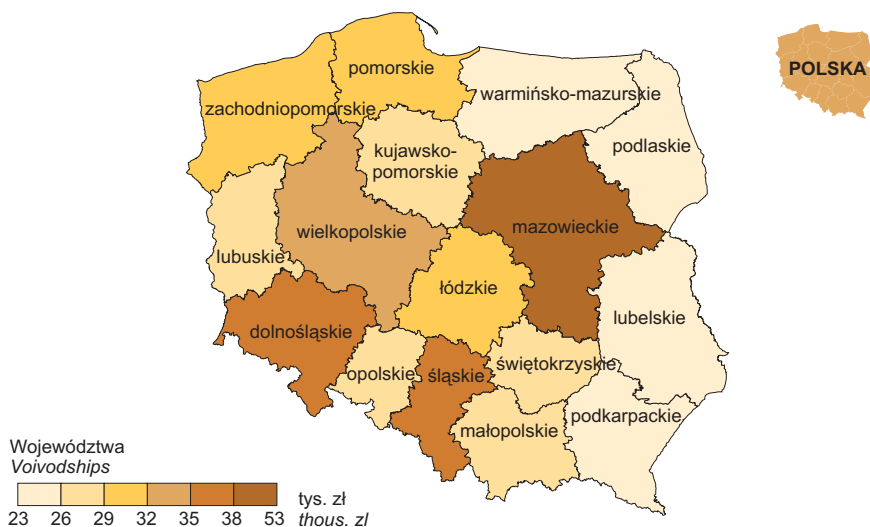 pomorskie
POLSKA
warmińsko-mazurskie
zachodniopomorskie
podlaskie
kujawsko-
pomorskie
mazowieckie
wielkopolskie
lubuskie
łódzkie
lubelskie
dolnośląskie
opolskie
śląskie
świętokrzyskie
podkarpackie
małopolskie
Województwa
Voivodships
tys. zł
23 26 29 32 35 38 53
thous. zl